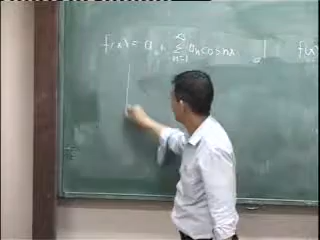 f(x) = a₀ + ∞∑n=1 aₙ cos nx f(x)